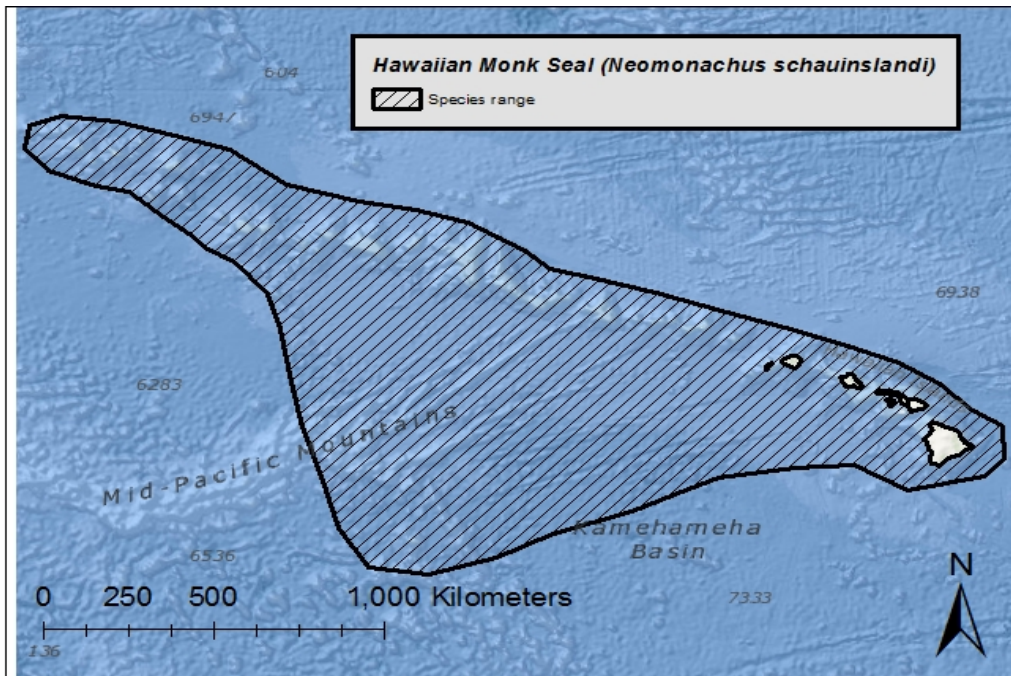 Hawaiian Monk Seal (Neomonachus schauinslandi)
Species range
604
6947
6938
6283
Mid-Pacific Mountains
Kamehameha
Basin
6536
7333
N
0 250 500 1,000 Kilometers
136